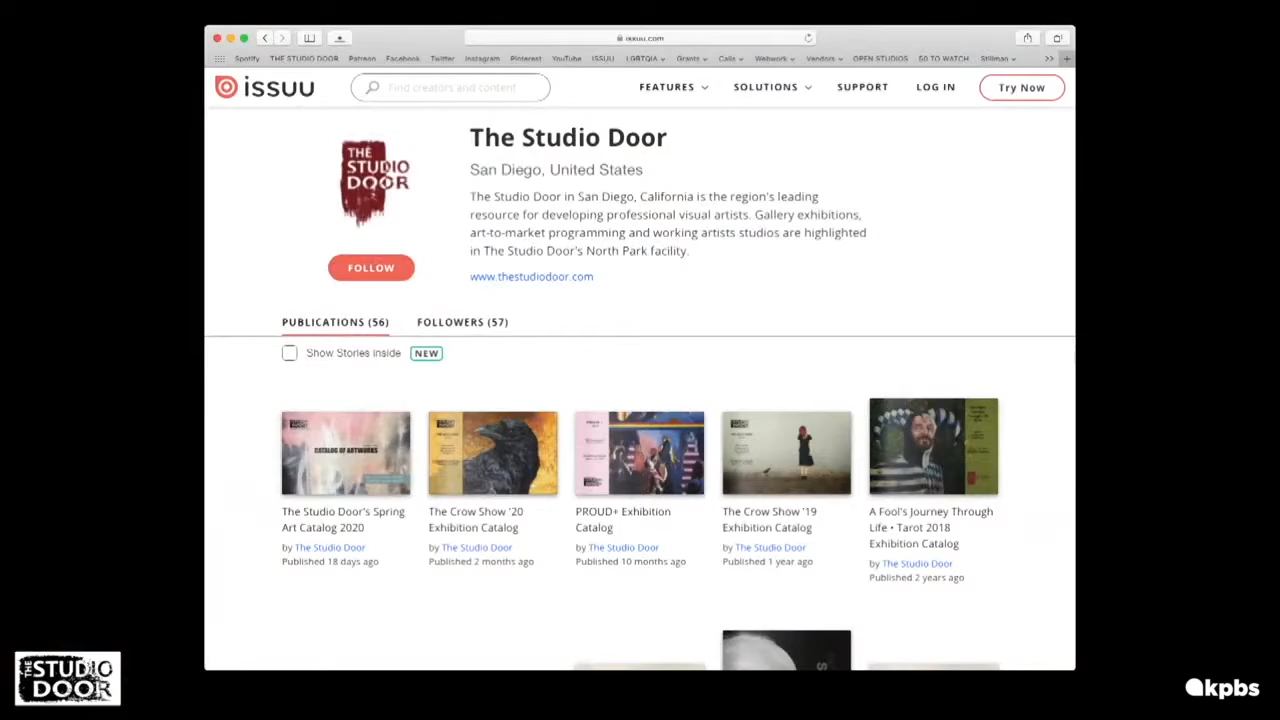 issuu.com
Spotify THE STUDIO DOOR Patreon Facebook Twitter Instagram Pinterest YouTube ISSUU LGBTQIA Grants Calls Webwork Vendors OPEN STUDIOS 50 TO WATCH Stillman
issuu Find creators and content FEATURES SOLUTIONS SUPPORT LOG IN Try Now
THE
STUDIO
DOOR
The Studio Door
San Diego, United States
The Studio Door in San Diego, California is the region's leading
resource for developing professional visual artists. Gallery exhibitions,
art-to-market programming and working artists studios are highlighted
in The Studio Door's North Park facility.
FOLLOW
www.thestudiodoor.com
PUBLICATIONS (56) FOLLOWERS (57)
Show Stories Inside NEW
CATALOG OF ARTWORKS
The Studio Door's Spring
Art Catalog 2020
by The Studio Door
Published 18 days ago
The Crow Show '20
Exhibition Catalog
by The Studio Door
Published 2 months ago
PROUD+ Exhibition
Catalog
by The Studio Door
Published 10 months ago
The Crow Show '19
Exhibition Catalog
by The Studio Door
Published 1 year ago
A Fool's Journey Through
Life • Tarot 2018
Exhibition Catalog
by The Studio Door
Published 2 years ago
THE STUDIO
DOOR
kpbs